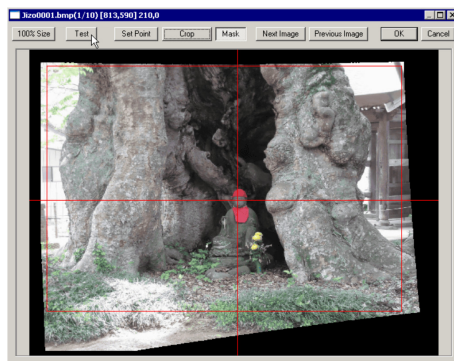 Jizo0001.bmp(1/10) [813,590] 210,0
100% Size Test Set Point Crop Mask Next Image Previous Image OK Cancel